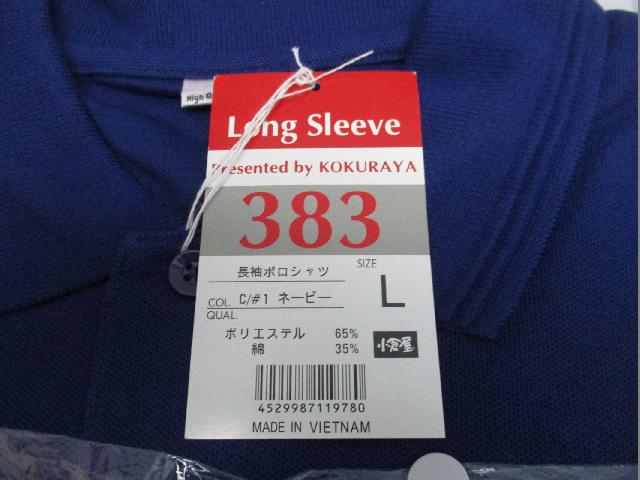 High
Long Sleeve
Presented by KOKURAYA
383
長袖ポロシャツ
SIZE
COL. C/#1 ネービー L
QUAL.
ポリエステル 65%
綿 35%
小倉屋
4529987119780
MADE IN VIETNAM